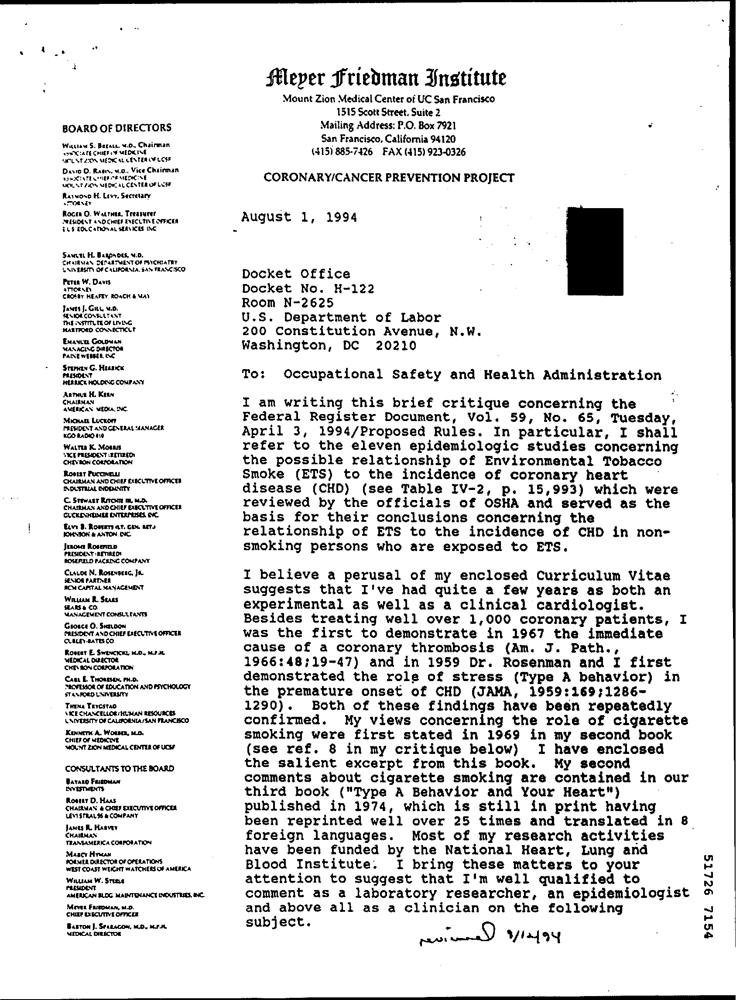 Meyer Friedman Institute
Mount Zion Medical Center of UC San Francisco
1515 Scott Street, Suite 2
Mailing Address: P.O. Box 7921
San Francisco, California 94120
(415) 885-7426 FAX (415) 923-0326
CORONARY/CANCER PREVENTION PROJECT
BOARD OF DIRECTORS
William S. Breall, M.D., Chairman
ASSOCIATE CHIEF OF MEDICINE
MOUNT ZION MEDICAL CENTER OF UCSF
David D. Rabin, M.D., Vice Chairman
ASSOCIATE CHIEF OF MEDICINE
MOUNT ZION MEDICAL CENTER OF UCSF
Raymond H. Levy, Secretary
ATTORNEY
Roger O. Walther, Treasurer
PRESIDENT AND CHIEF EXECUTIVE OFFICER
ELS EDUCATIONAL SERVICES INC
Samuel H. Barondes, M.D.
CHAIRMAN DEPARTMENT OF PSYCHIATRY
UNIVERSITY OF CALIFORNIA, SAN FRANCISCO
Peter W. Davis
ATTORNEY
CROSBY HEAFEY, ROACH & MAY
James J. Gill, M.D.
SENIOR CONSULTANT
THE INSTITUTE OF LIVING
HARTFORD CONNECTICUT
Emanuel Goldman
MANAGING DIRECTOR
PAINE WEBBER, INC
Stephen G. Herrick
PRESIDENT
HERRICK HOLDING COMPANY
Arthur H. Kern
CHAIRMAN
AMERICAN MEDIA, INC.
Michael Luckoff
PRESIDENT AND GENERAL MANAGER
KGO RADIO 810
Walter K. Morris
VICE PRESIDENT (RETIRED)
CHEVRON CORPORATION
Robert Puccinelli
CHAIRMAN AND CHIEF EXECUTIVE OFFICER
INDUSTRIAL INDEMNITY
C. Stewart Ritchie III, M.D.
CHAIRMAN AND CHIEF EXECUTIVE OFFICER
GUCKENHEIMER ENTERPRISES, INC.
Elvy B. Roberts (LT. GEN. RET.)
JOHNSON & ANTON INC.
Jerome Rosenfeld
PRESIDENT (RETIRED)
ROSEFIELD PACKING COMPANY
Claude N. Rosenberg, Jr.
SENIOR PARTNER
RCM CAPITAL MANAGEMENT
William R. Sears
SEARS & CO.
MANAGEMENT CONSULTANTS
George O. Sheldon
PRESIDENT AND CHIEF EXECUTIVE OFFICER
CURLEY-BATES CO.
Robert E. Swencicki, M.D., M.P.H.
MEDICAL DIRECTOR
CHEVRON CORPORATION
Carl E. Thoresen, Ph.D.
PROFESSOR OF EDUCATION AND PSYCHOLOGY
STANFORD UNIVERSITY
Thena Trygstad
VICE CHANCELLOR/HUMAN RESOURCES
UNIVERSITY OF CALIFORNIA/SAN FRANCISCO
Kenneth A. Woeber, M.D.
CHIEF OF MEDICINE
MOUNT ZION MEDICAL CENTER OF UCSF
CONSULTANTS TO THE BOARD
Bayard Friedman
INVESTMENTS
Robert D. Haas
CHAIRMAN & CHIEF EXECUTIVE OFFICER
LEVI STRAUSS & COMPANY
James R. Harvey
CHAIRMAN
TRANSAMERICA CORPORATION
Marcy Hyman
FORMER DIRECTOR OF OPERATIONS
WEST COAST WEIGHT WATCHERS OF AMERICA
William W. Steele
PRESIDENT
AMERICAN BLDG MAINTENANCE INDUSTRIES, INC.
Meyer Friedman, M.D.
CHIEF EXECUTIVE OFFICER
Barton J. Sparagon, M.D., M.P.H.
MEDICAL DIRECTOR
August 1, 1994
Docket Office
Docket No. H-122
Room N-2625
U.S. Department of Labor
200 Constitution Avenue, N.W.
Washington, DC 20210
To: Occupational Safety and Health Administration
I am writing this brief critique concerning the
Federal Register Document, Vol. 59, No. 65, Tuesday,
April 3, 1994/Proposed Rules. In particular, I shall
refer to the eleven epidemiologic studies concerning
the possible relationship of Environmental Tobacco
Smoke (ETS) to the incidence of coronary heart
disease (CHD) (see Table IV-2, p. 15,993) which were
reviewed by the officials of OSHA and served as the
basis for their conclusions concerning the
relationship of ETS to the incidence of CHD in non-
smoking persons who are exposed to ETS.
I believe a perusal of my enclosed Curriculum Vitae
suggests that I've had quite a few years as both an
experimental as well as a clinical cardiologist.
Besides treating well over 1,000 coronary patients, I
was the first to demonstrate in 1967 the immediate
cause of a coronary thrombosis (Am. J. Path.,
1966:48;19-47) and in 1959 Dr. Rosenman and I first
demonstrated the role of stress (Type A behavior) in
the premature onset of CHD (JAMA, 1959:169;1286-
1290). Both of these findings have been repeatedly
confirmed. My views concerning the role of cigarette
smoking were first stated in 1969 in my second book
(see ref. 8 in my critique below) I have enclosed
the salient excerpt from this book. My second
comments about cigarette smoking are contained in our
third book ("Type A Behavior and Your Heart")
published in 1974, which is still in print having
been reprinted well over 25 times and translated in 8
foreign languages. Most of my research activities
have been funded by the National Heart, Lung and
Blood Institute. I bring these matters to your
attention to suggest that I'm well qualified to
comment as a laboratory researcher, an epidemiologist
and above all as a clinician on the following
subject.
51726 7154